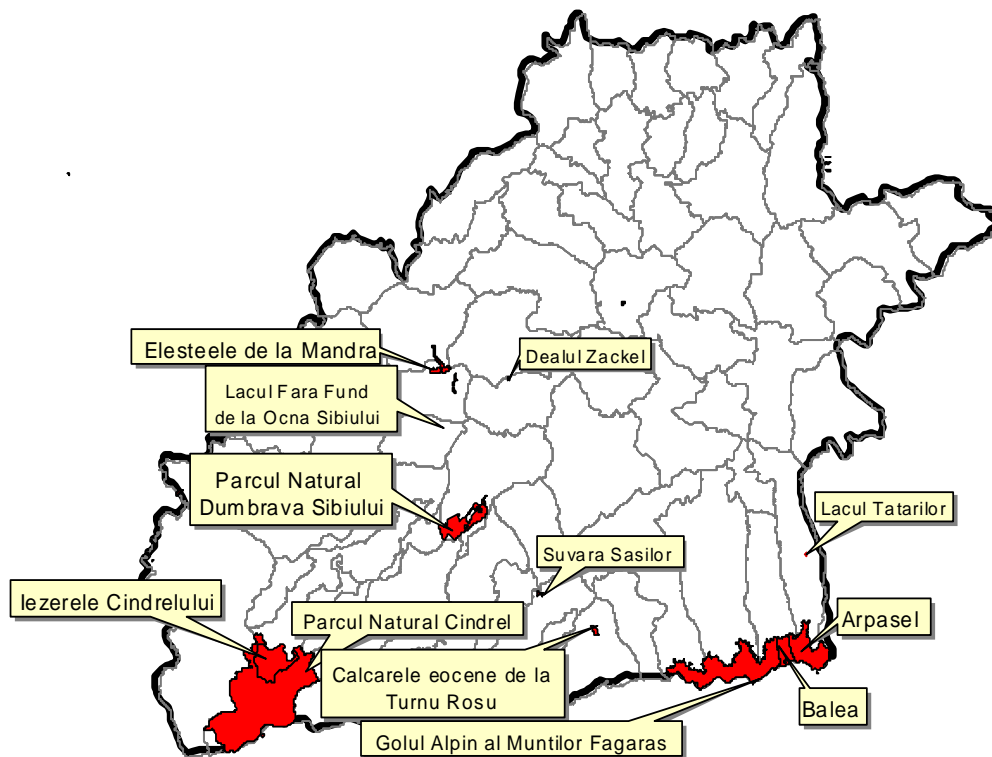 Elesteele de la Mandra
Dealul Zackel
Lacul Fara Fund
de la Ocna Sibiului
Parcul Natural
Dumbrava Sibiului
Lacul Tatarilor
Suvara Sasilor
Iezerele Cindrelului
Parcul Natural Cindrel
Arpasel
Calcarele eocene de la
Turnu Rosu
Balea
Golul Alpin al Muntilor Fagaras